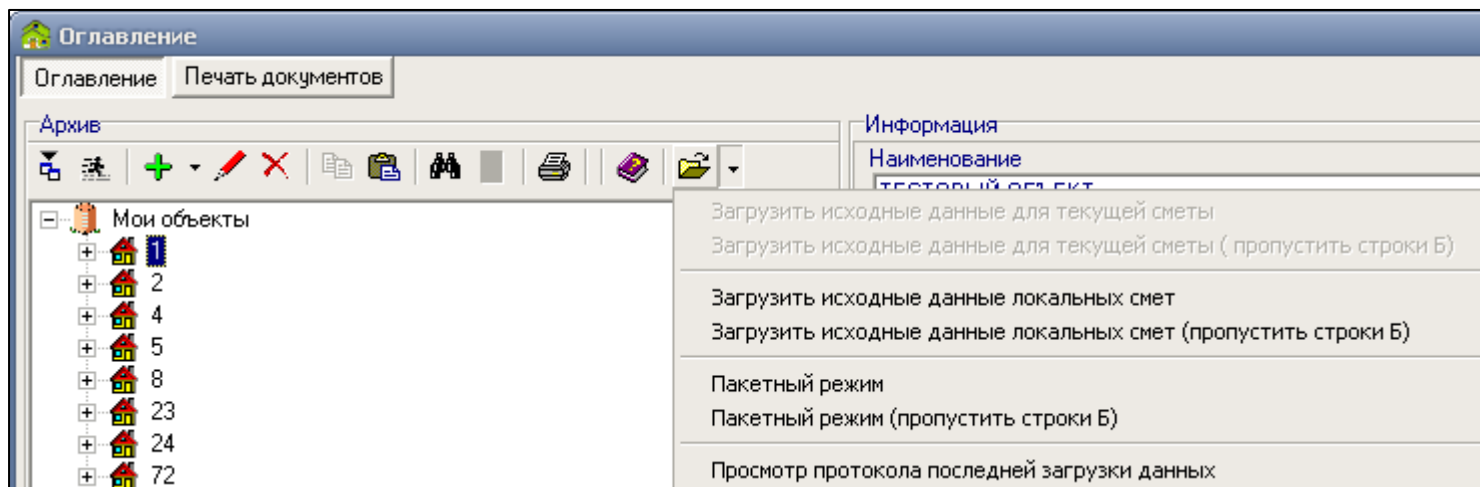 Оглавление
Оглавление Печать документов
Архив
Информация
Наименование
ТЕСТОВЫЙ ОБЪЕКТ
Мои объекты
1
2
4
5
8
23
24
72
Загрузить исходные данные для текущей сметы
Загрузить исходные данные для текущей сметы ( пропустить строки Б)
Загрузить исходные данные локальных смет
Загрузить исходные данные локальных смет (пропустить строки Б)
Пакетный режим
Пакетный режим (пропустить строки Б)
Просмотр протокола последней загрузки данных